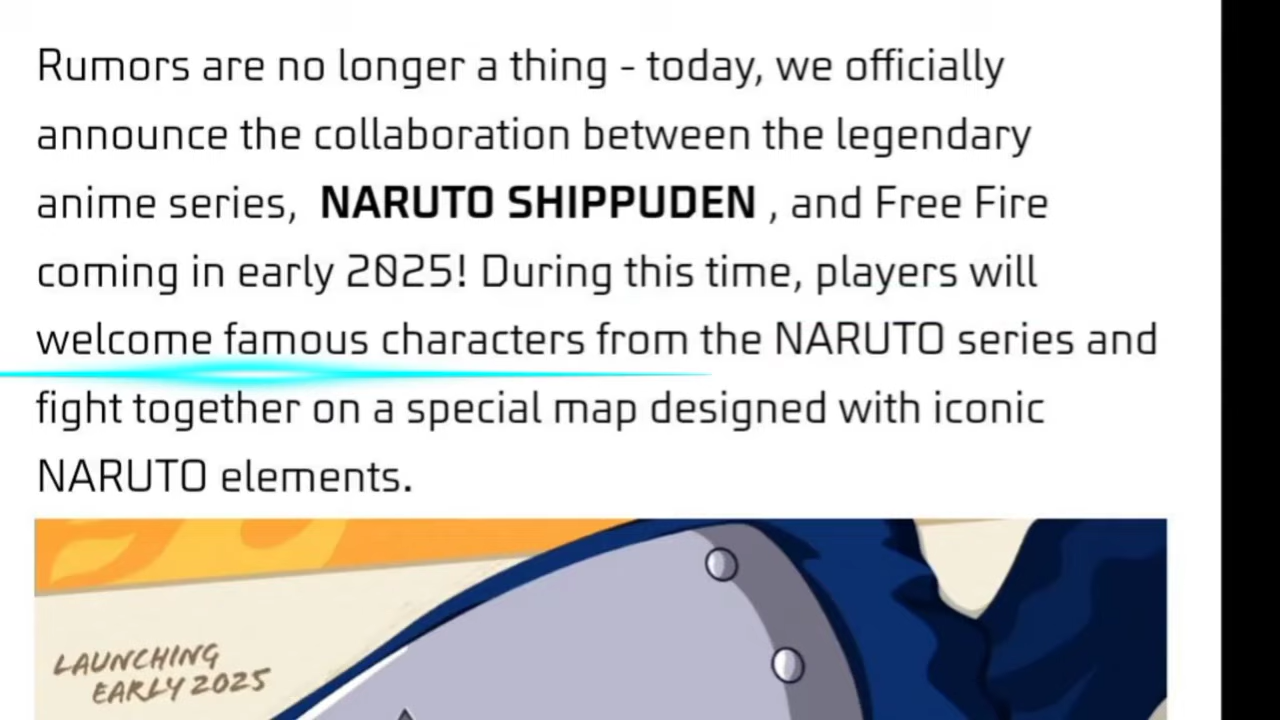 Rumors are no longer a thing - today, we officially
announce the collaboration between the legendary
anime series, NARUTO SHIPPUDEN , and Free Fire
coming in early 2025! During this time, players will
welcome famous characters from the NARUTO series and
fight together on a special map designed with iconic
NARUTO elements.
LAUNCHING
EARLY 2025